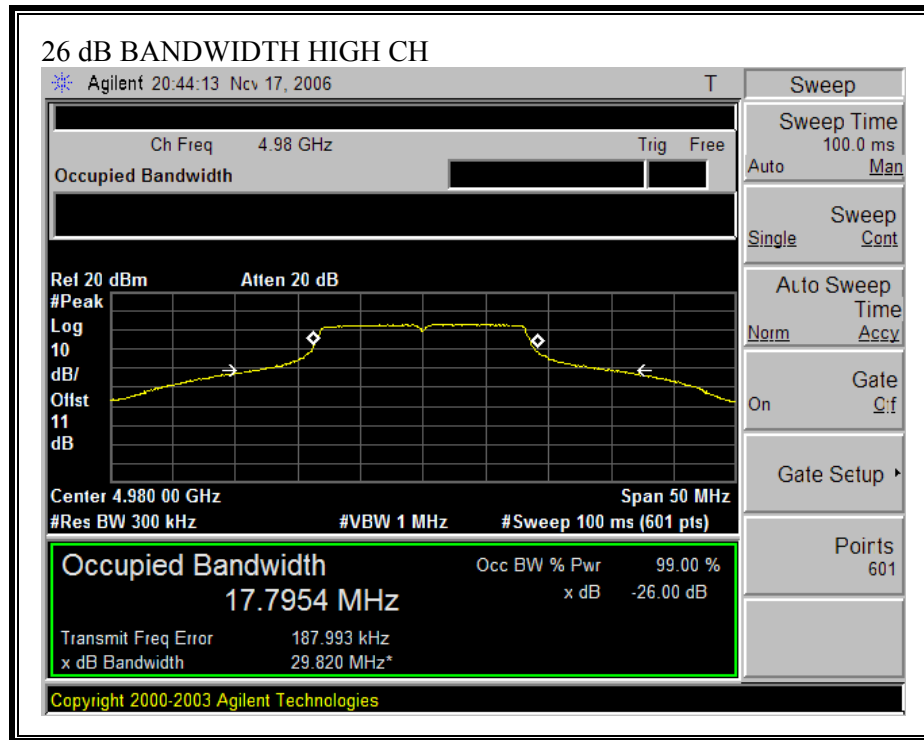 26 dB BANDWIDTH HIGH CH
Agilent 20:44:13 Nov 17, 2006 T
Sweep
Ch Freq 4.98 GHz Trig Free
Occupied Bandwidth
Sweep Time
100.0 ms
Auto Man
Sweep
Single Cont
Ref 20 dBm Atten 20 dB
#Peak
Log
10
dB/
Offst
11
dB
Auto Sweep
Time
Norm Accy
Gate
On Off
Gate Setup
Center 4.980 00 GHz Span 50 MHz
#Res BW 300 kHz #VBW 1 MHz #Sweep 100 ms (601 pts)
Points
601
Occupied Bandwidth Occ BW % Pwr 99.00 %
17.7954 MHz x dB -26.00 dB
Transmit Freq Error 187.993 kHz
x dB Bandwidth 29.820 MHz*
Copyright 2000-2003 Agilent Technologies